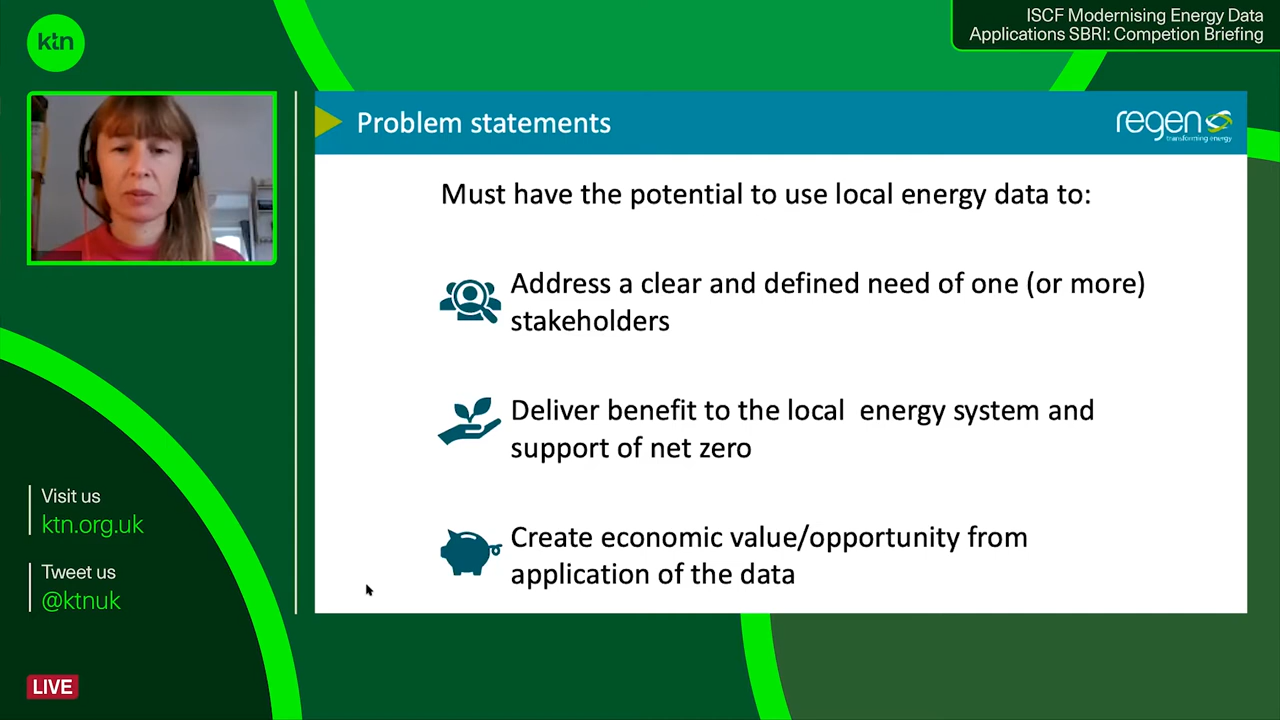 ktn
ISCF Modernising Energy Data
Applications SBRI: Competion Briefing
Problem statements
regen
transforming energy
Must have the potential to use local energy data to:
Address a clear and defined need of one (or more)
stakeholders
Deliver benefit to the local energy system and
support of net zero
Create economic value/opportunity from
application of the data
Visit us
ktn.org.uk
Tweet us
@ktnuk
LIVE